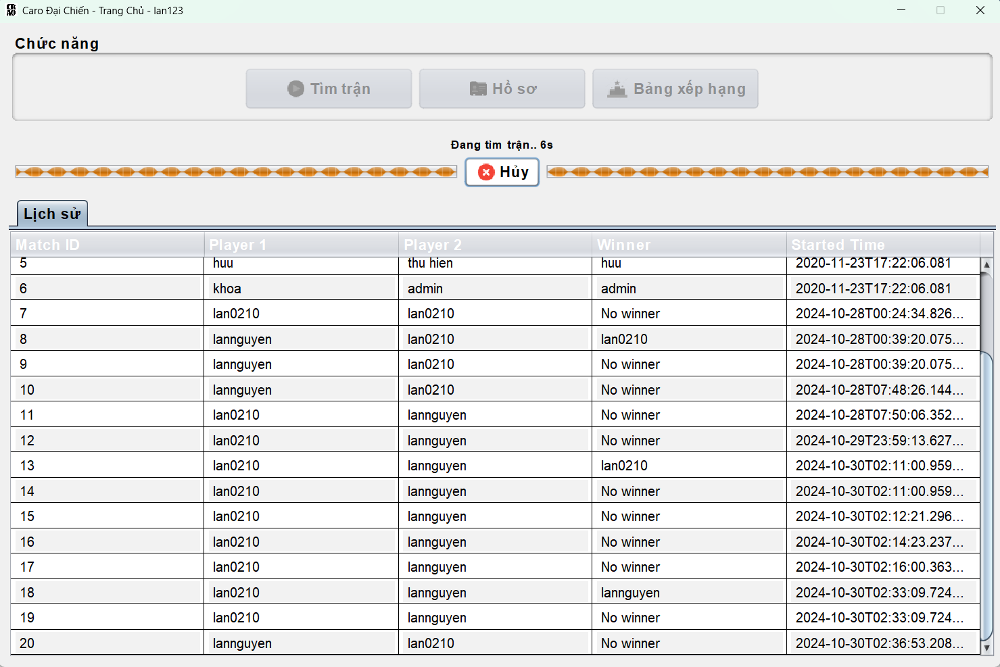 Caro Đại Chiến - Trang Chủ - lan123
Chức năng
Tìm trận Hồ sơ Bảng xếp hạng
Đang tìm trận.. 6s
Hủy
Lịch sử
Match ID Player 1 Player 2 Winner Started Time
5 huu thu hien huu 2020-11-23T17:22:06.081
6 khoa admin admin 2020-11-23T17:22:06.081
7 lan0210 lan0210 No winner 2024-10-28T00:24:34.826...
8 lannguyen lan0210 lan0210 2024-10-28T00:39:20.075...
9 lannguyen lan0210 No winner 2024-10-28T00:39:20.075...
10 lannguyen lan0210 No winner 2024-10-28T07:48:26.144...
11 lan0210 lannguyen No winner 2024-10-28T07:50:06.352...
12 lan0210 lannguyen No winner 2024-10-29T23:59:13.627...
13 lan0210 lannguyen lan0210 2024-10-30T02:11:00.959...
14 lan0210 lannguyen No winner 2024-10-30T02:11:00.959...
15 lan0210 lannguyen No winner 2024-10-30T02:12:21.296...
16 lan0210 lannguyen No winner 2024-10-30T02:14:23.237...
17 lan0210 lannguyen No winner 2024-10-30T02:16:00.363...
18 lan0210 lannguyen lannguyen 2024-10-30T02:33:09.724...
19 lan0210 lannguyen No winner 2024-10-30T02:33:09.724...
20 lannguyen lan0210 No winner 2024-10-30T02:36:53.208...